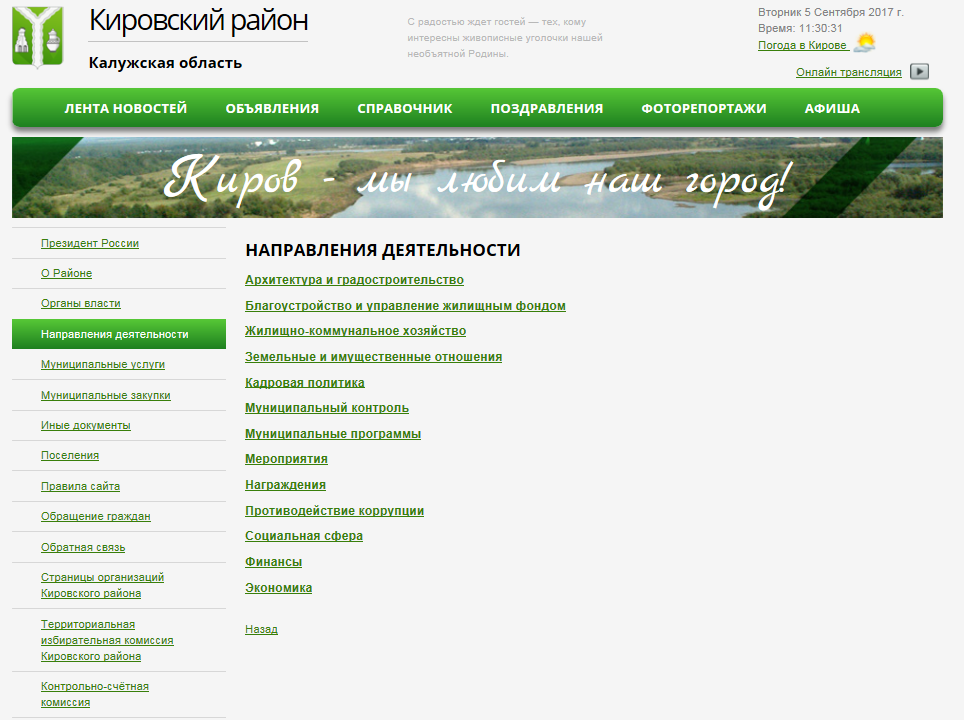 Кировский район
Калужская область
С радостью ждет гостей — тех, кому
интересны живописные уголочки нашей
необъятной Родины.
Вторник 5 Сентября 2017 г.
Время: 11:30:31
Погода в Кирове
Онлайн трансляция
ЛЕНТА НОВОСТЕЙ ОБЪЯВЛЕНИЯ СПРАВОЧНИК ПОЗДРАВЛЕНИЯ ФОТОРЕПОРТАЖИ АФИША
Киров - мы любим наш город!
Президент России
О Районе
Органы власти
Направления деятельности
Муниципальные услуги
Муниципальные закупки
Иные документы
Поселения
Правила сайта
Обращение граждан
Обратная связь
Страницы организаций
Кировского района
Территориальная
избирательная комиссия
Кировского района
Контрольно-счётная
комиссия
НАПРАВЛЕНИЯ ДЕЯТЕЛЬНОСТИ
Архитектура и градостроительство
Благоустройство и управление жилищным фондом
Жилищно-коммунальное хозяйство
Земельные и имущественные отношения
Кадровая политика
Муниципальный контроль
Муниципальные программы
Мероприятия
Награждения
Противодействие коррупции
Социальная сфера
Финансы
Экономика
Назад